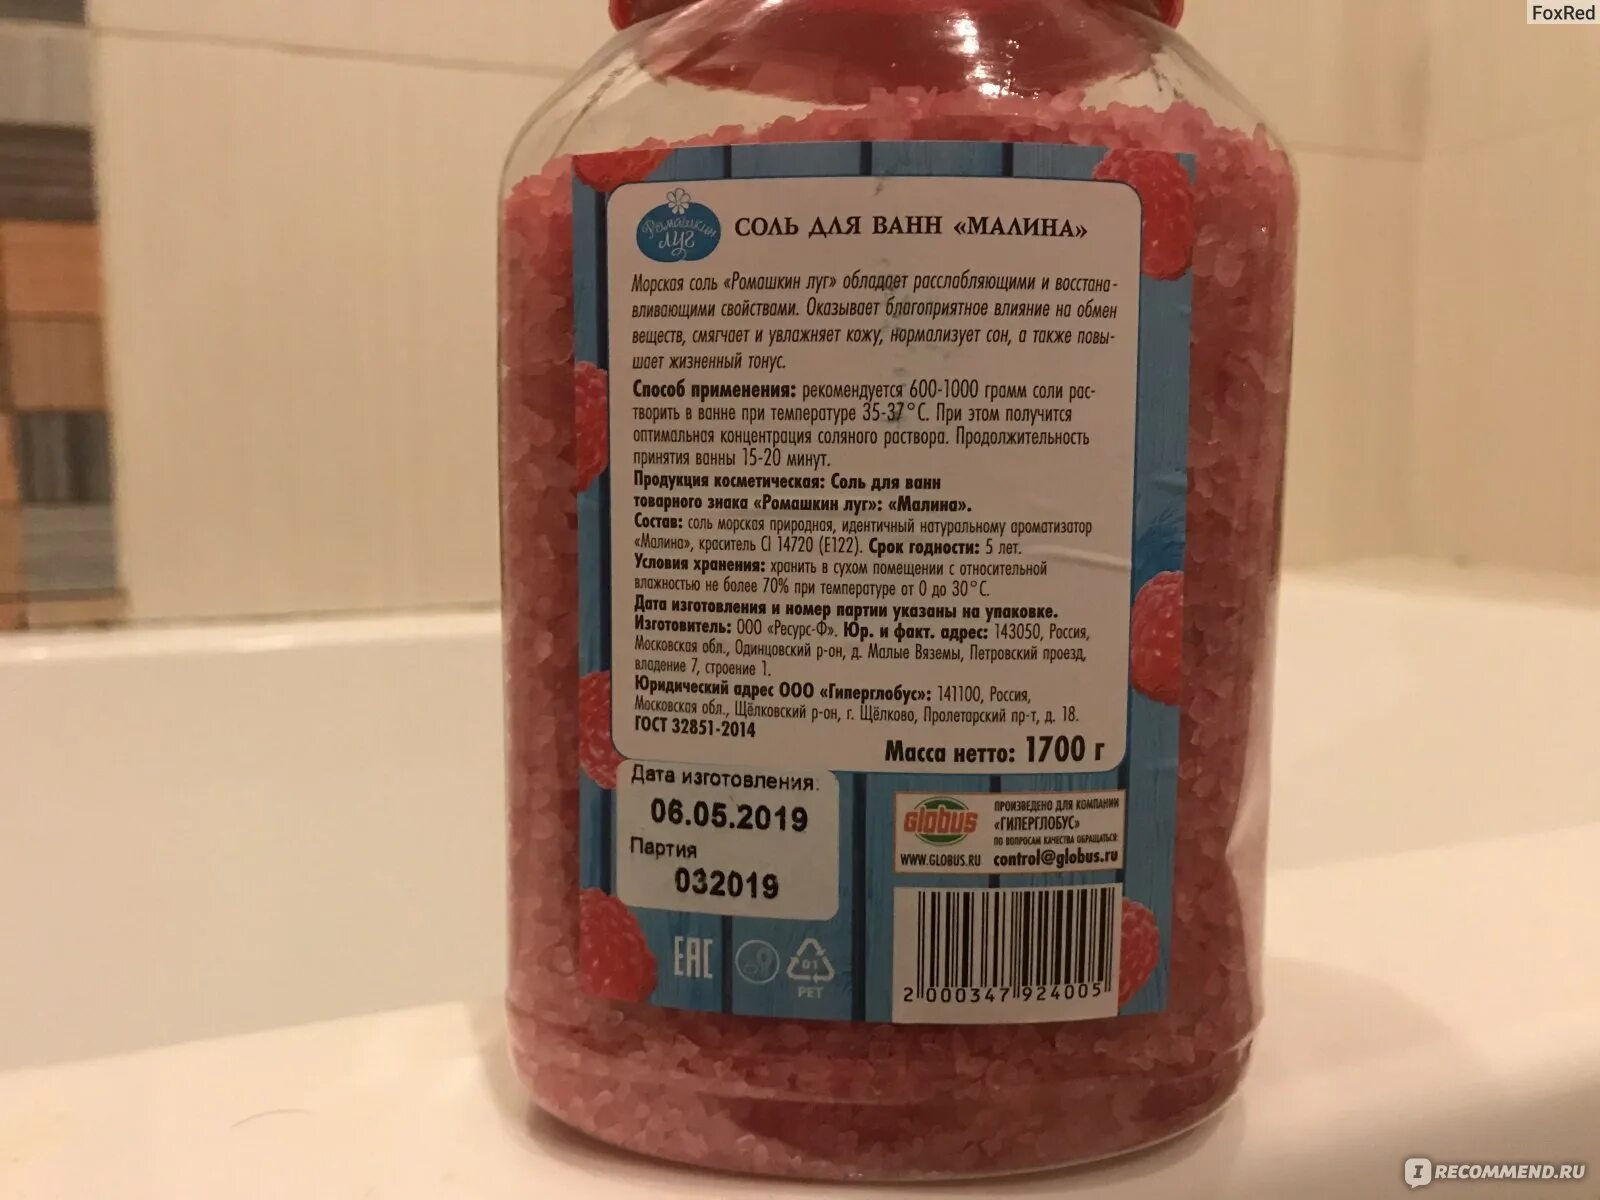 FoxRed
Ромашкин
луг
СОЛЬ ДЛЯ ВАНН «МАЛИНА»
Морская соль «Ромашкин луг» обладает расслабляющими и восстана-
вливающими свойствами. Оказывает благоприятное влияние на обмен
веществ, смягчает и увлажняет кожу, нормализует сон, а также повы-
шает жизненный тонус.
Способ применения: рекомендуется 600-1000 грамм соли рас-
творить в ванне при температуре 35-37°С. При этом получится
оптимальная концентрация соляного раствора. Продолжительность
принятия ванны 15-20 минут.
Продукция косметическая: Соль для ванн
товарного знака «Ромашкин луг»: «Малина».
Состав: соль морская природная, идентичный натуральному ароматизатор
«Малина», краситель CI 14720 (Е122). Срок годности: 5 лет.
Условия хранения: хранить в сухом помещении с относительной
влажностью не более 70% при температуре от 0 до 30°С.
Дата изготовления и номер партии указаны на упаковке.
Изготовитель: ООО «Ресурс-Ф». Юр. и факт. адрес: 143050, Россия,
Московская обл., Одинцовский р-он, д. Малые Вяземы, Петровский проезд,
владение 7, строение 1.
Юридический адрес ООО «Гиперглобус»: 141100, Россия,
Московская обл., Щёлковский р-он, г. Щёлково, Пролетарский пр-т, д. 18.
ГОСТ 32851-2014
Масса нетто: 1700 г
Дата изготовления:
06.05.2019
Партия
032019
Globus
WWW.GLOBUS.RU
ПРОИЗВЕДЕНО ДЛЯ КОМПАНИИ
«ГИПЕРГЛОБУС»
ПО ВОПРОСАМ КАЧЕСТВА ОБРАЩАТЬСЯ:
control@globus.ru
EAC
01
PET
2 000347 924005
IRECOMMEND.RU